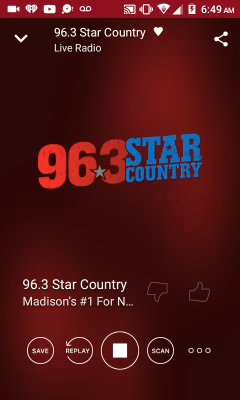 6:49 AM
96.3 Star Country
Live Radio
96.3 STAR
COUNTRY
96.3 Star Country
Madison's #1 For N...
SAVE
REPLAY
SCAN